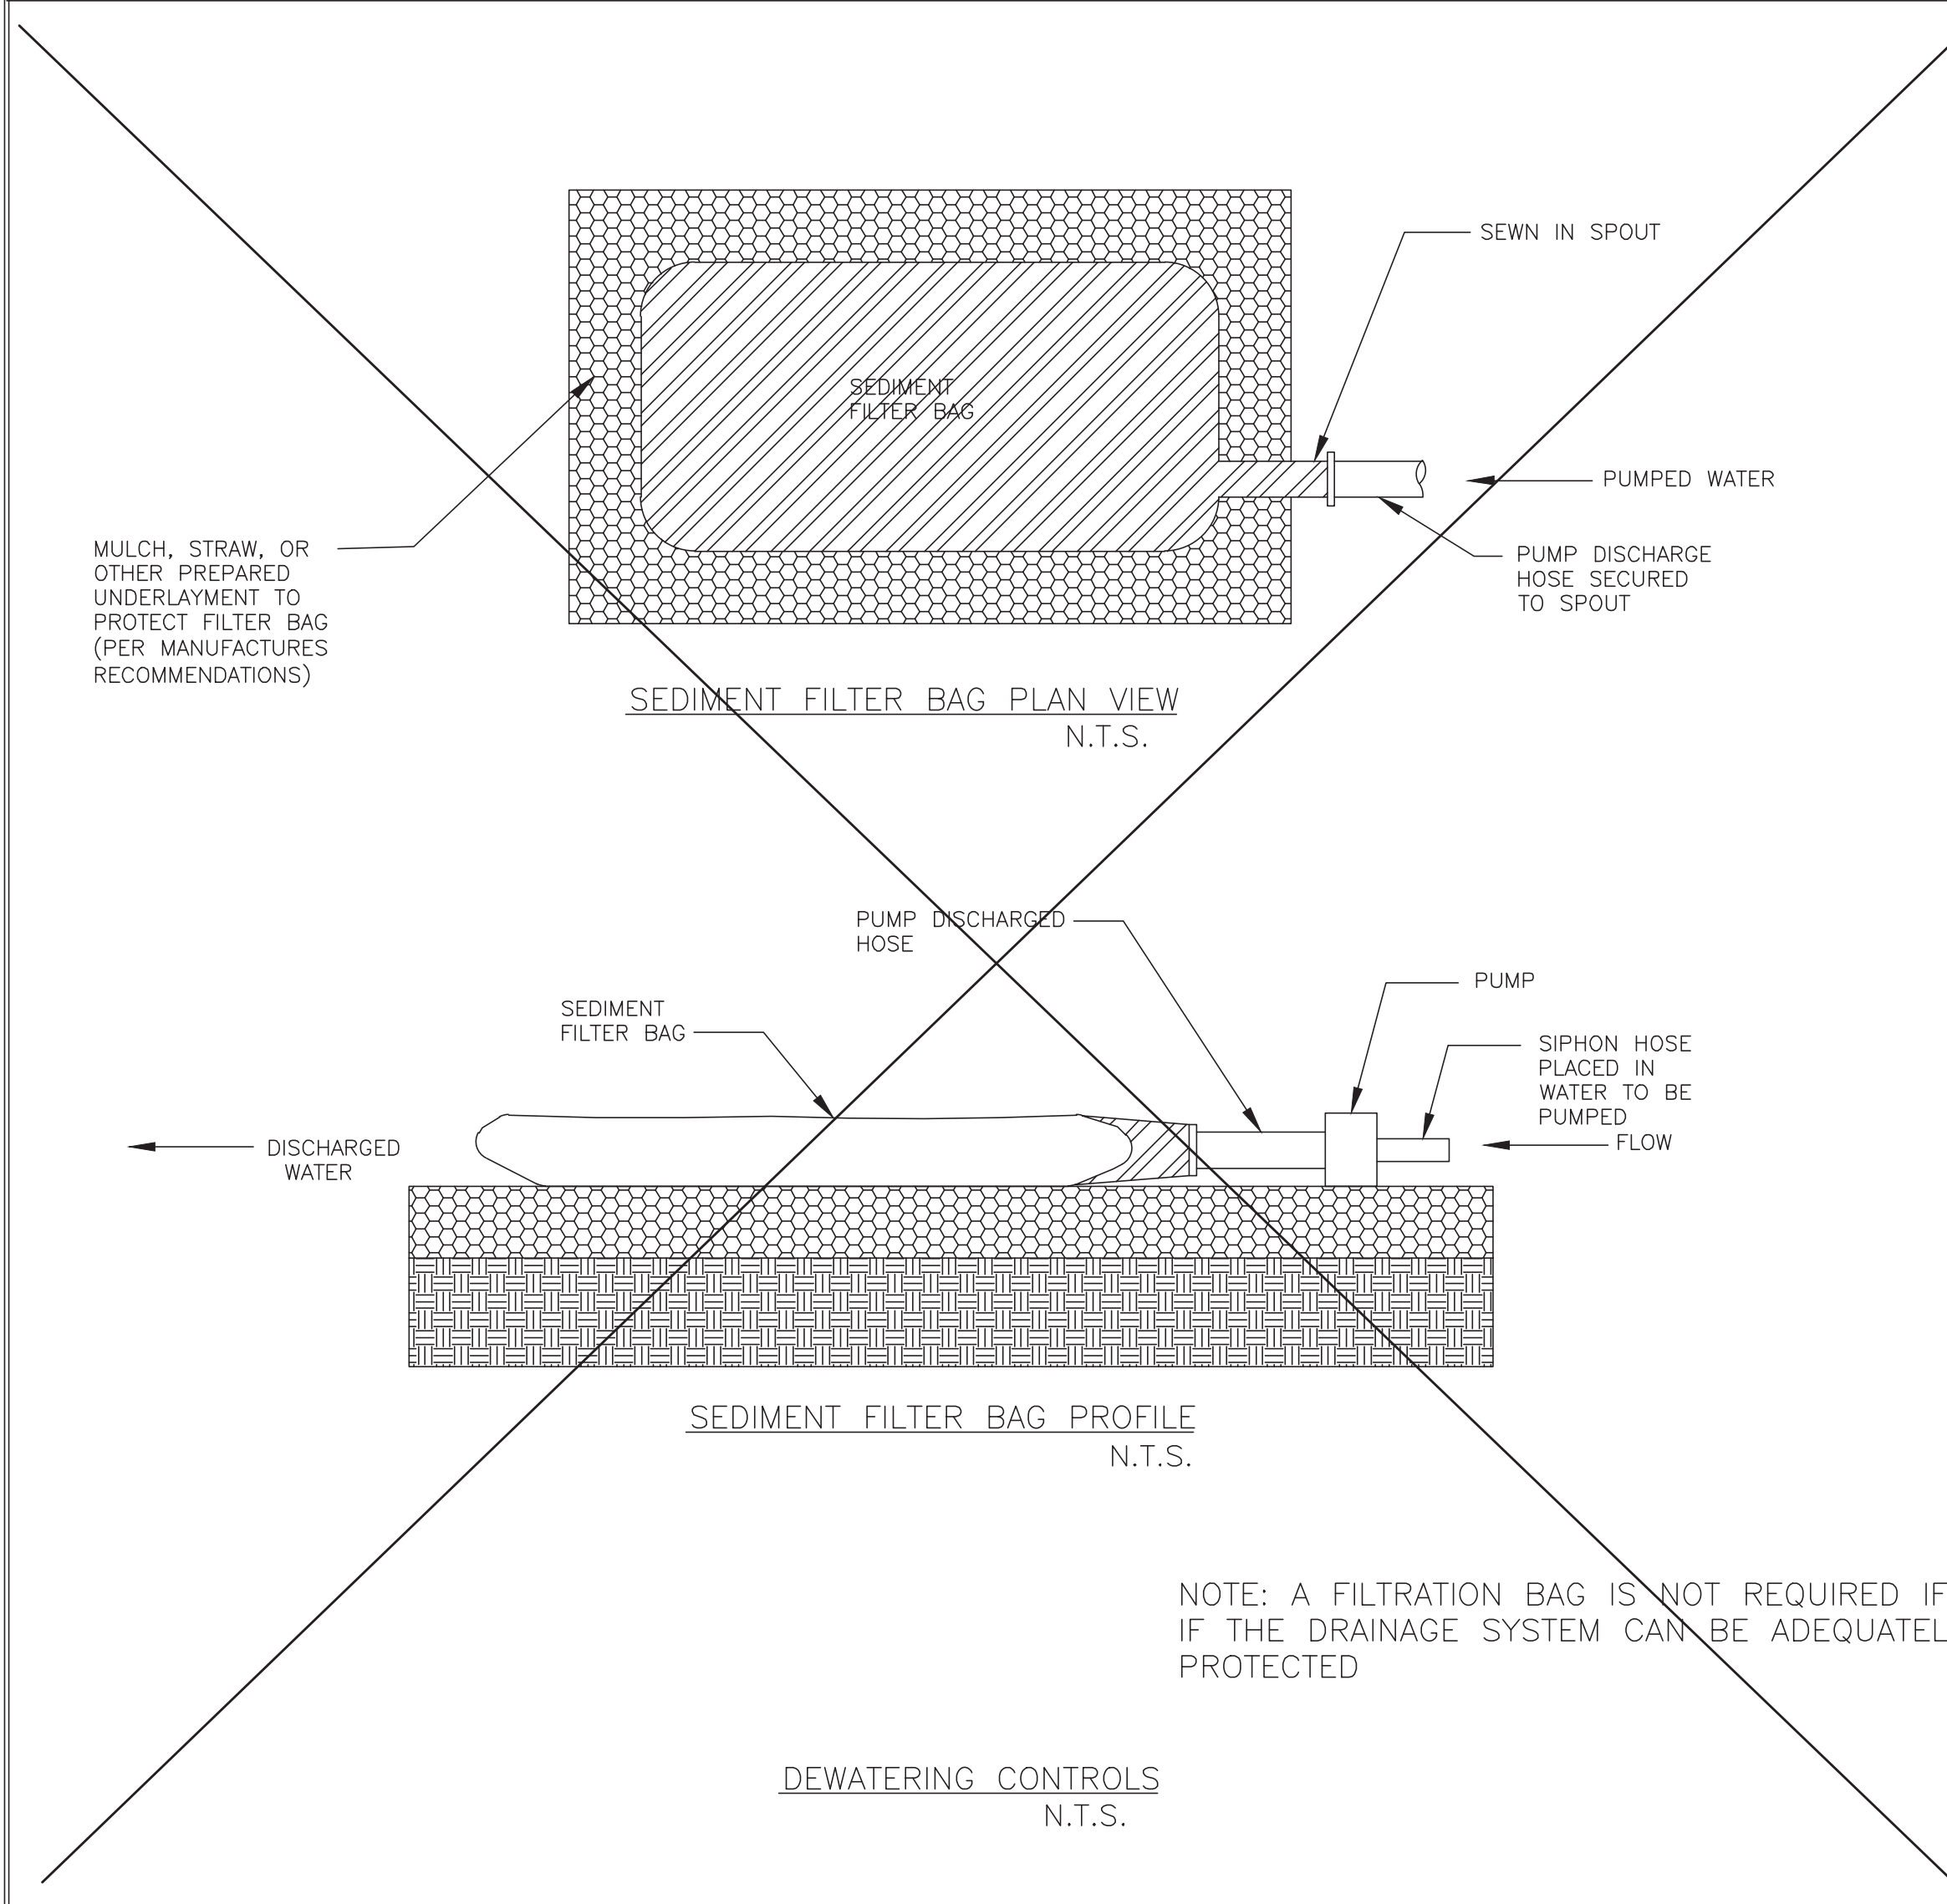 SEWN IN SPOUT
SEDIMENT
FILTER BAG
PUMPED WATER
MULCH, STRAW, OR
OTHER PREPARED
UNDERLAYMENT TO
PROTECT FILTER BAG
(PER MANUFACTURES
RECOMMENDATIONS)
PUMP DISCHARGE
HOSE SECURED
TO SPOUT
SEDIMENT FILTER BAG PLAN VIEW
N.T.S.
PUMP DISCHARGED
HOSE
PUMP
SEDIMENT
FILTER BAG
SIPHON HOSE
PLACED IN
WATER TO BE
PUMPED
DISCHARGED
WATER
FLOW
SEDIMENT FILTER BAG PROFILE
N.T.S.
NOTE: A FILTRATION BAG IS NOT REQUIRED IF
IF THE DRAINAGE SYSTEM CAN BE ADEQUATEL
PROTECTED
DEWATERING CONTROLS
N.T.S.